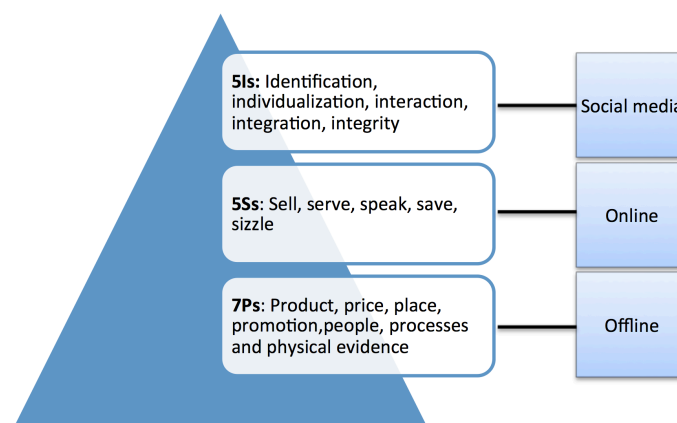 5Is: Identification,
individualization, interaction,
integration, integrity
Social media
5Ss: Sell, serve, speak, save,
sizzle
Online
7Ps: Product, price, place,
promotion,people, processes
and physical evidence
Offline